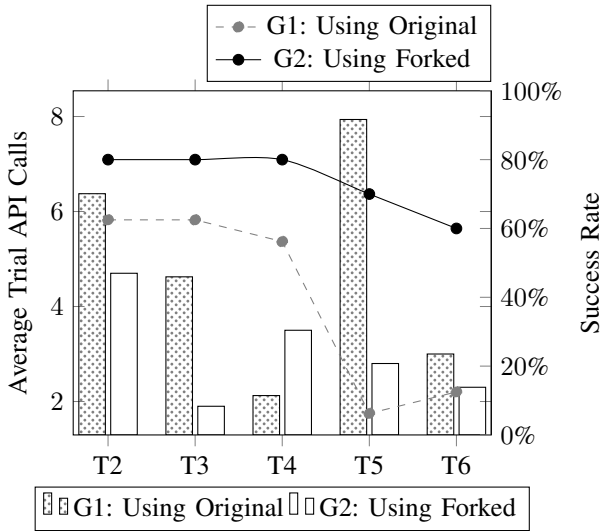 G1: Using Original
G2: Using Forked
100%
80%
60%
40%
20%
0%
Success Rate
8
6
4
2
Average Trial API Calls
T2 T3 T4 T5 T6
G1: Using Original G2: Using Forked